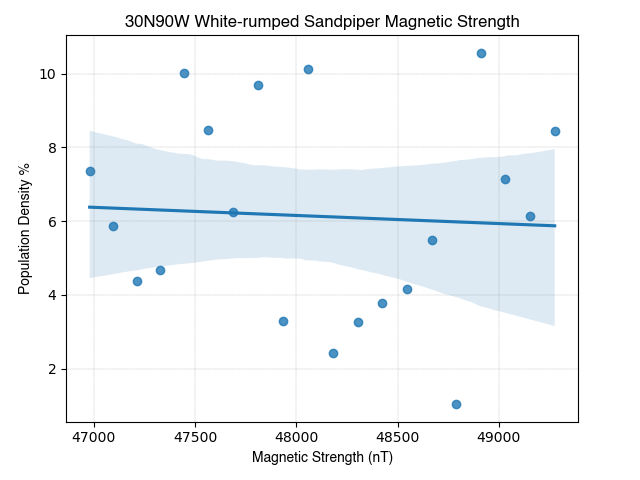 30N90W White-rumped Sandpiper Magnetic Strength
10
8
6
4
2
Population Density %
47000 47500 48000 48500 49000
Magnetic Strength (nT)